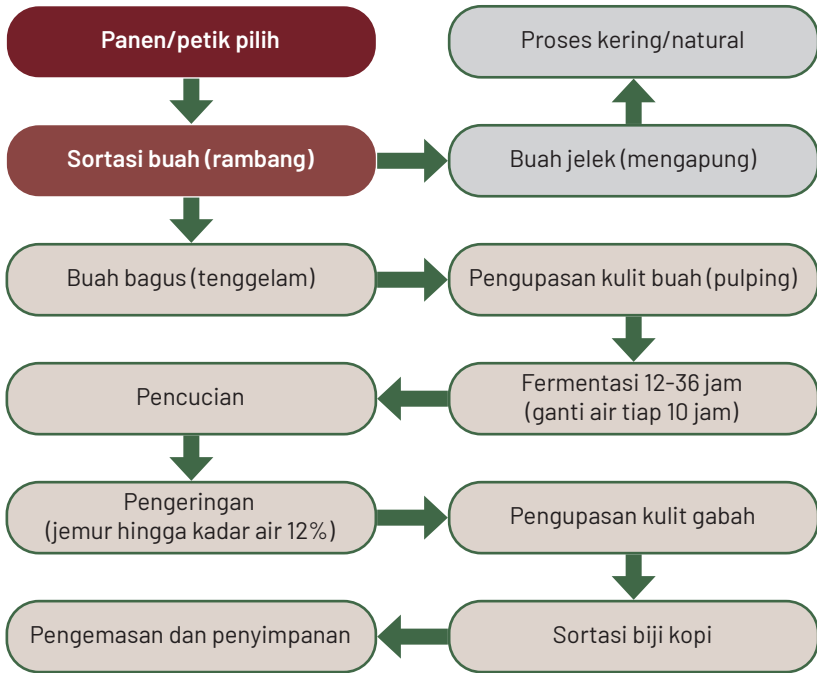 Panen/petik pilih
Proses kering/natural
Sortasi buah (rambang)
Buah jelek (mengapung)
Buah bagus (tenggelam)
Pengupasan kulit buah (pulping)
Pencucian
Fermentasi 12-36 jam
(ganti air tiap 10 jam)
Pengeringan
(jemur hingga kadar air 12%)
Pengupasan kulit gabah
Pengemasan dan penyimpanan
Sortasi biji kopi